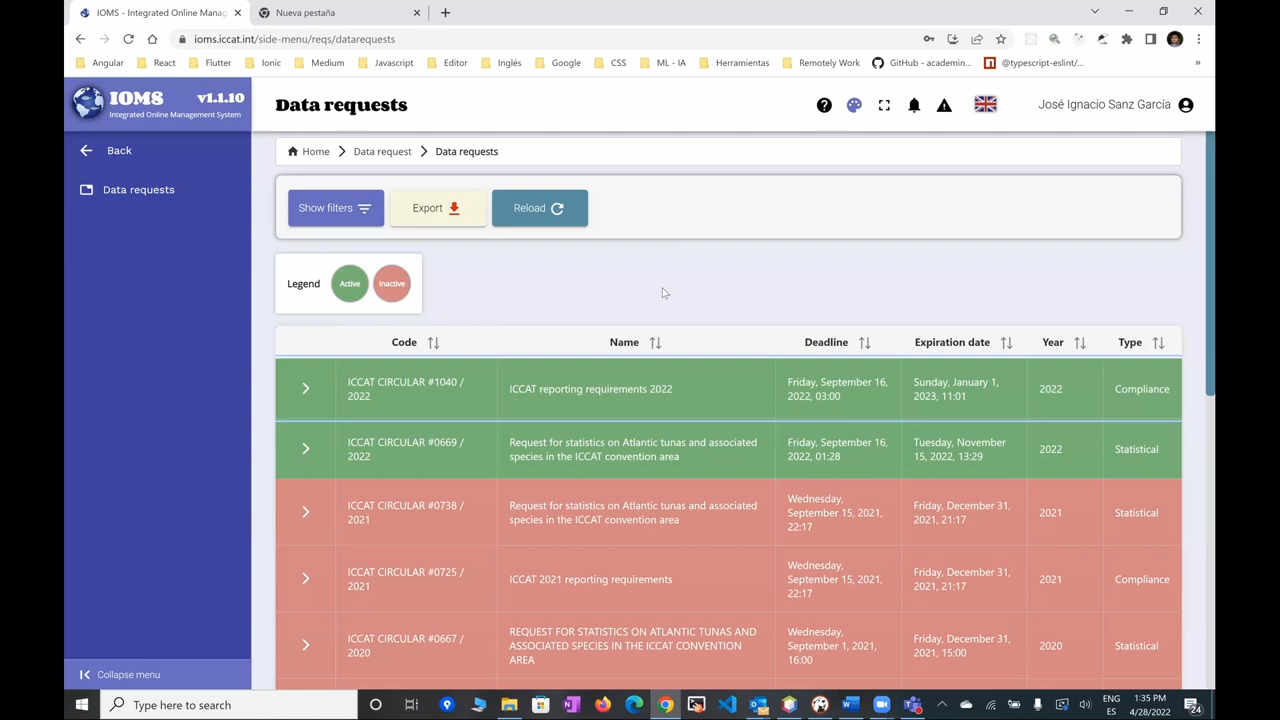 IOMS - Integrated Online Manag
Nueva pestaña
ioms.iccat.int/side-menu/reqs/datarequests
Angular
React
Flutter
Ionic
Medium
Javascript
Editor
Inglés
Google
CSS
ML - IA
Herramientas
Remotely Work
GitHub - academin...
@typescript-eslint/...
IOMS v1.1.10
Integrated Online Management System
Data requests
José Ignacio Sanz García
Back
Data requests
Home
Data request
Data requests
Show filters
Export
Reload
Legend
Active
Inactive
Code
Name
Deadline
Expiration date
Year
Type
ICCAT CIRCULAR #1040 /
2022
ICCAT reporting requirements 2022
Friday, September 16,
2022, 03:00
Sunday, January 1,
2023, 11:01
2022
Compliance
ICCAT CIRCULAR #0669 /
2022
Request for statistics on Atlantic tunas and associated
species in the ICCAT convention area
Friday, September 16,
2022, 01:28
Tuesday, November
15, 2022, 13:29
2022
Statistical
ICCAT CIRCULAR #0738 /
2021
Request for statistics on Atlantic tunas and associated
species in the ICCAT convention area
Wednesday,
September 15, 2021,
22:17
Friday, December 31,
2021, 21:17
2021
Statistical
ICCAT CIRCULAR #0725 /
2021
ICCAT 2021 reporting requirements
Wednesday,
September 15, 2021,
22:17
Friday, December 31,
2021, 21:17
2021
Compliance
ICCAT CIRCULAR #0667 /
2020
REQUEST FOR STATISTICS ON ATLANTIC TUNAS AND
ASSOCIATED SPECIES IN THE ICCAT CONVENTION
AREA
Wednesday,
September 1, 2021,
16:00
Friday, December 31,
2021, 15:00
2020
Statistical
Collapse menu
Type here to search
ENG
ES
1:35 PM
4/28/2022
24